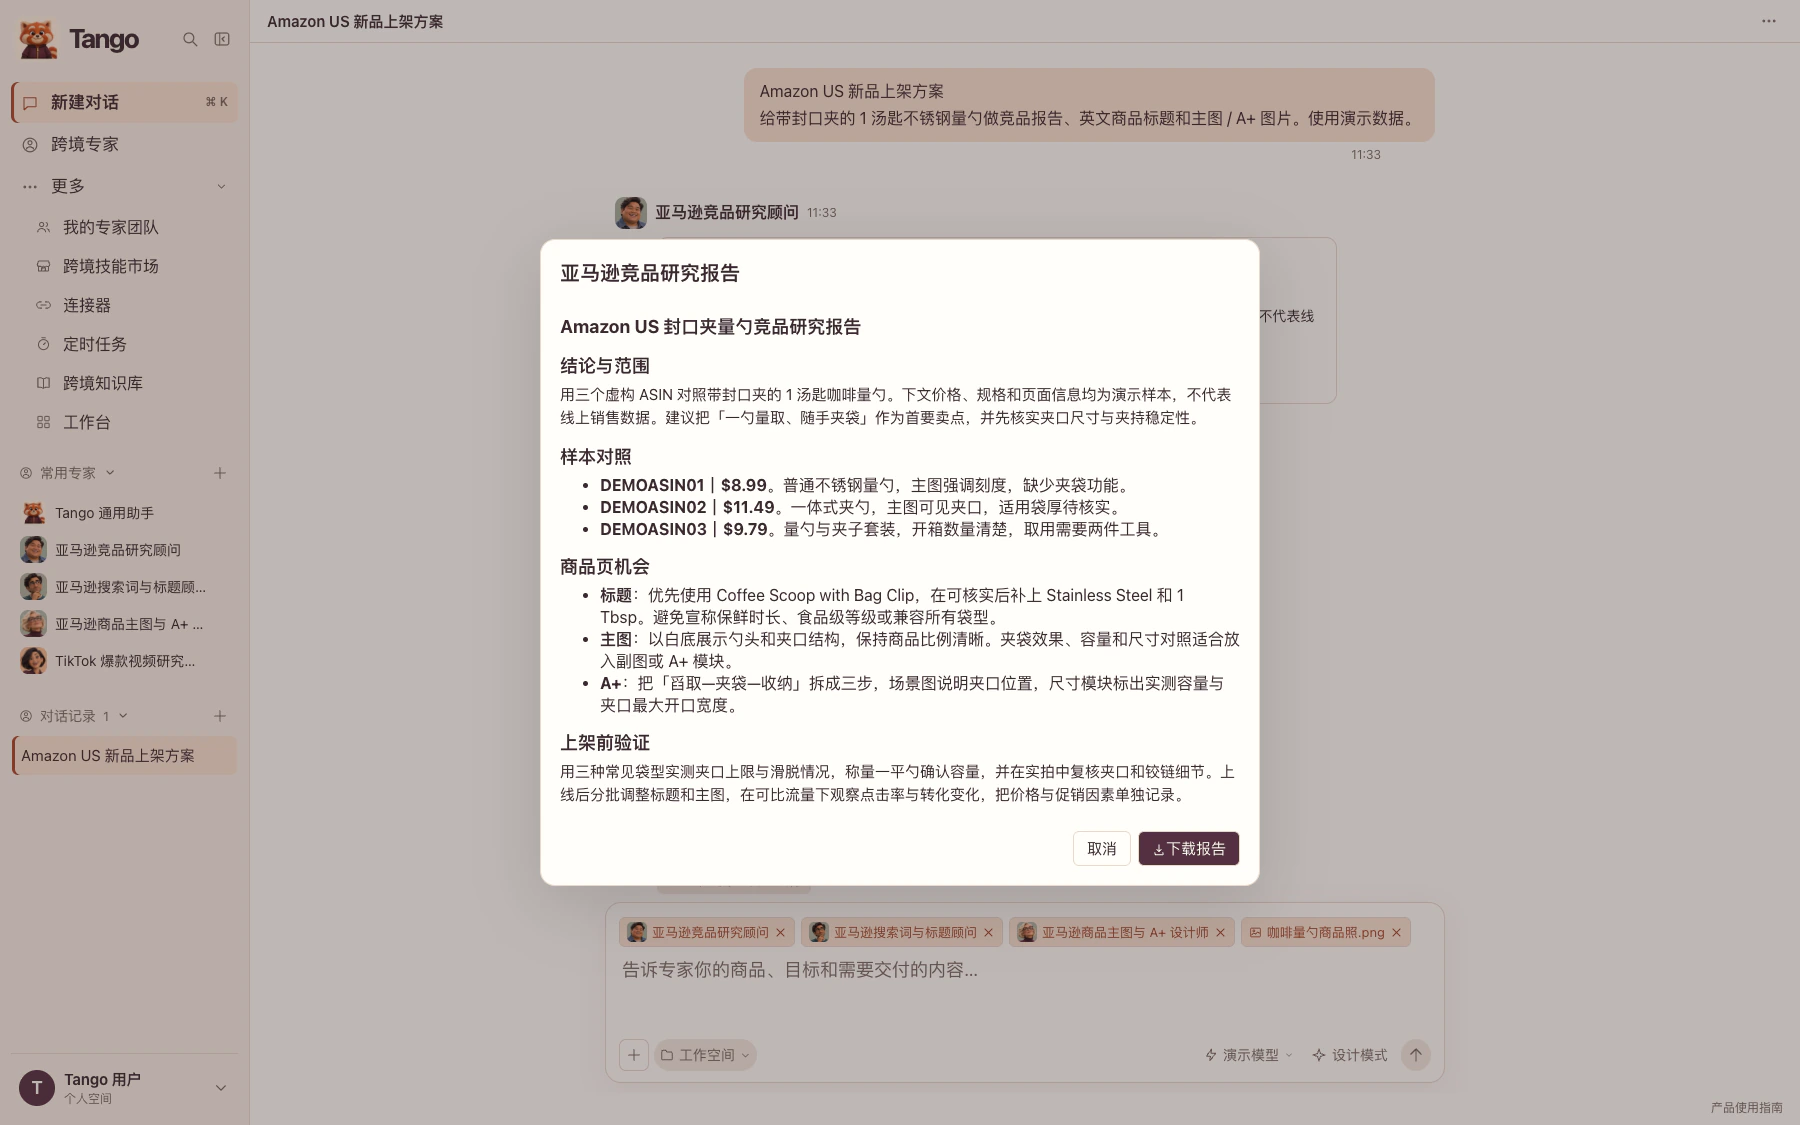 Tango
新建对话
⌘ K
跨境专家
更多
我的专家团队
跨境技能市场
连接器
定时任务
跨境知识库
工作台
常用专家
Tango 通用助手
亚马逊竞品研究顾问
亚马逊搜索词与标题顾...
亚马逊商品主图与 A+ ...
TikTok 爆款视频研究...
对话记录 1
Amazon US 新品上架方案
T
Tango 用户
个人空间
Amazon US 新品上架方案
Amazon US 新品上架方案
给带封口夹的 1 汤匙不锈钢量勺做竞品报告、英文商品标题和主图 / A+ 图片。使用演示数据。
11:33
亚马逊竞品研究顾问 11:33
不代表线
亚马逊竞品研究报告
Amazon US 封口夹量勺竞品研究报告
结论与范围
用三个虚构 ASIN 对照带封口夹的 1 汤匙咖啡量勺。下文价格、规格和页面信息均为演示样本，不代表
线上销售数据。建议把「一勺量取、随手夹袋」作为首要卖点，并先核实夹口尺寸与夹持稳定性。
样本对照
• DEMOASIN01｜$8.99。普通不锈钢量勺，主图强调刻度，缺少夹袋功能。
• DEMOASIN02｜$11.49。一体式夹勺，主图可见夹口，适用袋厚待核实。
• DEMOASIN03｜$9.79。量勺与夹子套装，开箱数量清楚，取用需要两件工具。
商品页机会
• 标题：优先使用 Coffee Scoop with Bag Clip，在可核实后补上 Stainless Steel 和 1
Tbsp。避免宣称保鲜时长、食品级等级或兼容所有袋型。
• 主图：以白底展示勺头和夹口结构，保持商品比例清晰。夹袋效果、容量和尺寸对照适合放
入副图或 A+ 模块。
• A+：把「舀取—夹袋—收纳」拆成三步，场景图说明夹口位置，尺寸模块标出实测容量与
夹口最大开口宽度。
上架前验证
用三种常见袋型实测夹口上限与滑脱情况，称量一平勺确认容量，并在实拍中复核夹口和铰链细节。上
线后分批调整标题和主图，在可比流量下观察点击率与转化变化，把价格与促销因素单独记录。
取消
下载报告
亚马逊竞品研究顾问 ×
亚马逊搜索词与标题顾问 ×
亚马逊商品主图与 A+ 设计师 ×
咖啡量勺商品照.png ×
告诉专家你的商品、目标和需要交付的内容...
工作空间
演示模型
设计模式
产品使用指南